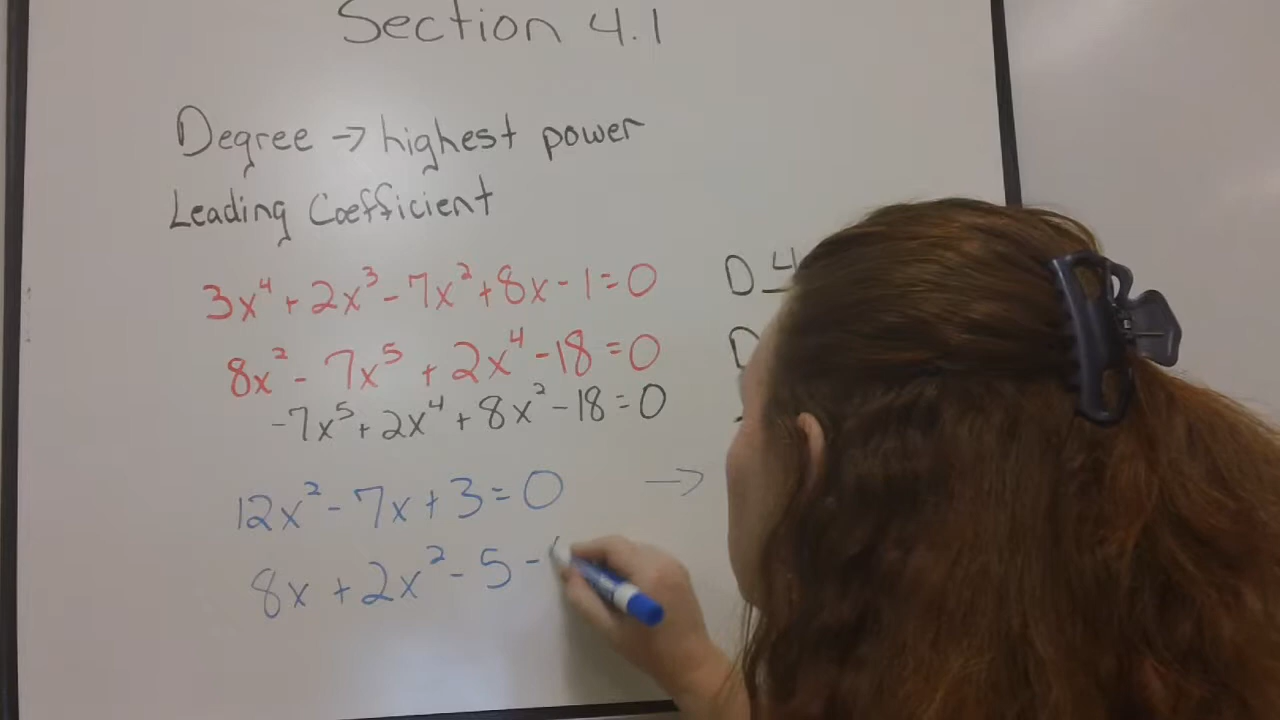 Section 4.1
Degree → highest power
Leading Coefficient
3x⁴ + 2x³ - 7x² + 8x - 1 = 0 D 4
8x² - 7x⁵ + 2x⁴ - 18 = 0 D
-7x⁵ + 2x⁴ + 8x² - 18 = 0
12x² - 7x + 3 = 0 →
8x + 2x² - 5 -